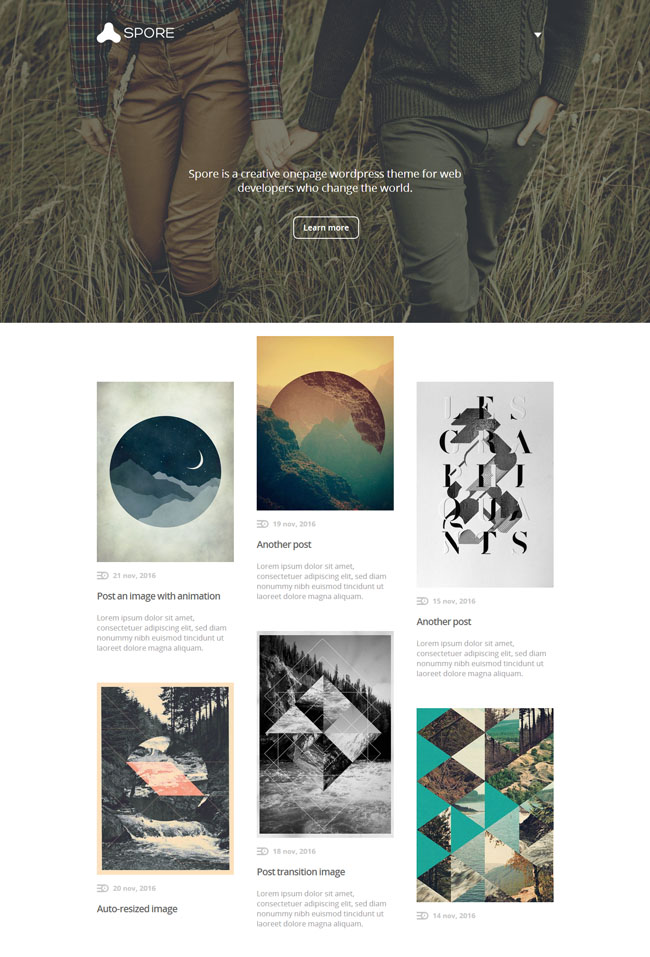 SPORE
Spore is a creative onepage wordpress theme for web
developers who change the world.
Learn more
21 nov, 2016
Post an image with animation
Lorem ipsum dolor sit amet,
consectetuer adipiscing elit, sed diam
nonummy nibh euismod tincidunt ut
laoreet dolore magna aliquam.
20 nov, 2016
Auto-resized image
19 nov, 2016
Another post
Lorem ipsum dolor sit amet,
consectetuer adipiscing elit, sed diam
nonummy nibh euismod tincidunt ut
laoreet dolore magna aliquam.
18 nov, 2016
Post transition image
Lorem ipsum dolor sit amet,
consectetuer adipiscing elit, sed diam
nonummy nibh euismod tincidunt ut
laoreet dolore magna aliquam.
LES
GRA
PHI
QUA
NTS
15 nov, 2016
Another post
Lorem ipsum dolor sit amet,
consectetuer adipiscing elit, sed diam
nonummy nibh euismod tincidunt ut
laoreet dolore magna aliquam.
14 nov, 2016